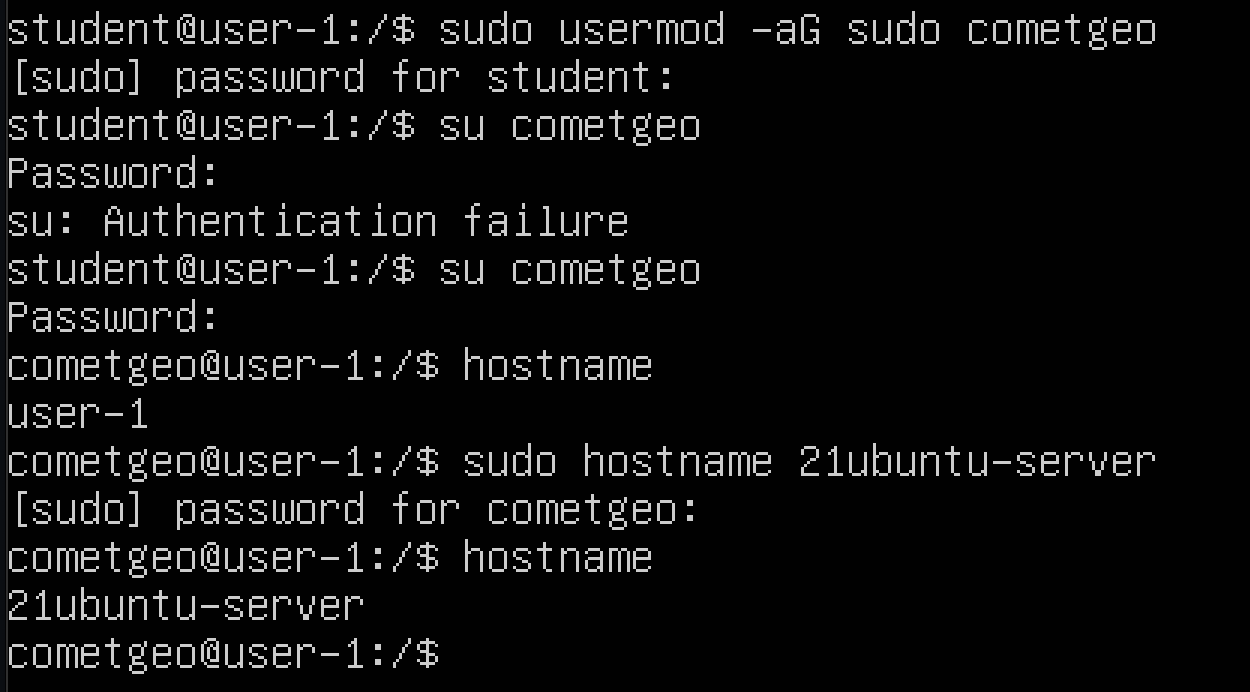 student@user-1:/$ sudo usermod -aG sudo cometgeo
[sudo] password for student:
student@user-1:/$ su cometgeo
Password:
su: Authentication failure
student@user-1:/$ su cometgeo
Password:
cometgeo@user-1:/$ hostname
user-1
cometgeo@user-1:/$ sudo hostname 21ubuntu-server
[sudo] password for cometgeo:
cometgeo@user-1:/$ hostname
21ubuntu-server
cometgeo@user-1:/$